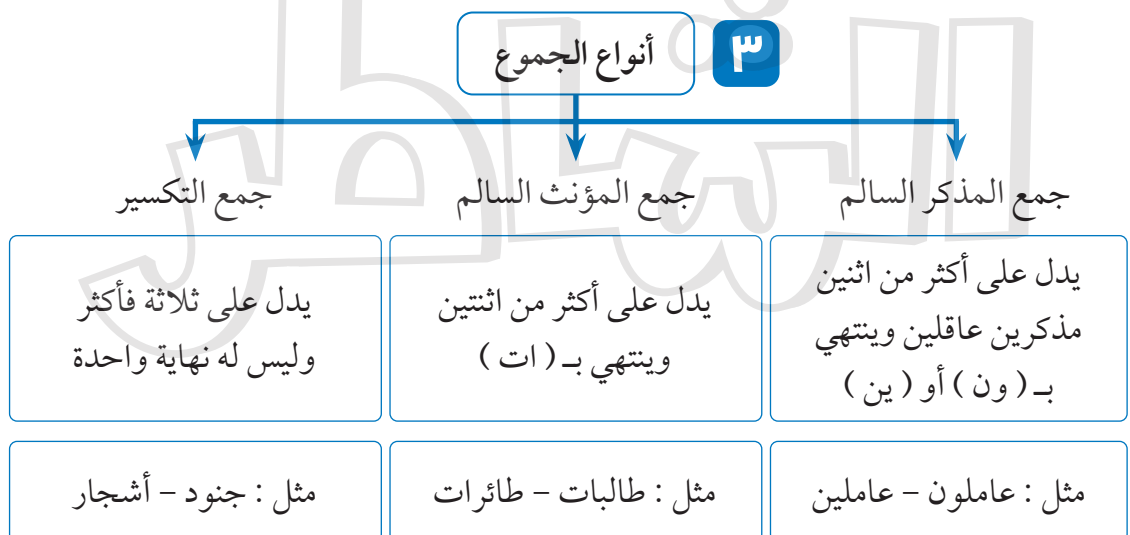 ٣
أنواع الجموع
جمع المذكر السالم
جمع المؤنث السالم
جمع التكسير
يدل على أكثر من اثنين
مذكرين عاقلين وينتهي
بـ ( ون ) أو ( ين )
يدل على أكثر من اثنتين
وينتهي بـ ( ات )
يدل على ثلاثة فأكثر
وليس له نهاية واحدة
مثل : عاملون – عاملين
مثل : طالبات – طائرات
مثل : جنود – أشجار
الشاطر